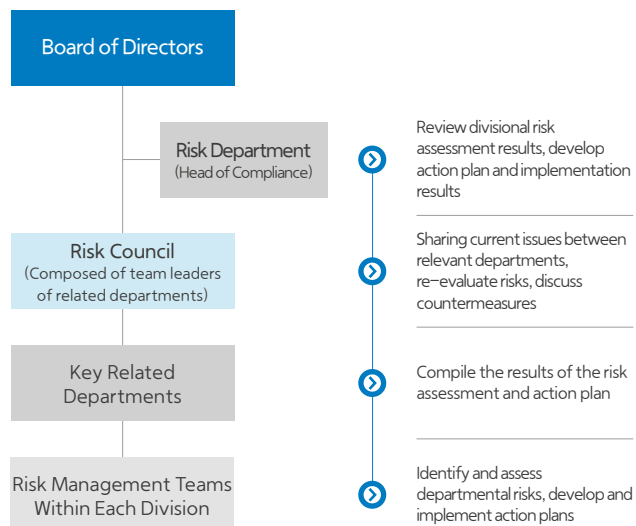 Board of Directors
Risk Department
(Head of Compliance)
Review divisional risk
assessment results, develop
action plan and implementation
results
Risk Council
(Composed of team leaders
of related departments)
Sharing current issues between
relevant departments,
re-evaluate risks, discuss
countermeasures
Key Related
Departments
Compile the results of the risk
assessment and action plan
Risk Management Teams
Within Each Division
Identify and assess
departmental risks, develop and
implement action plans